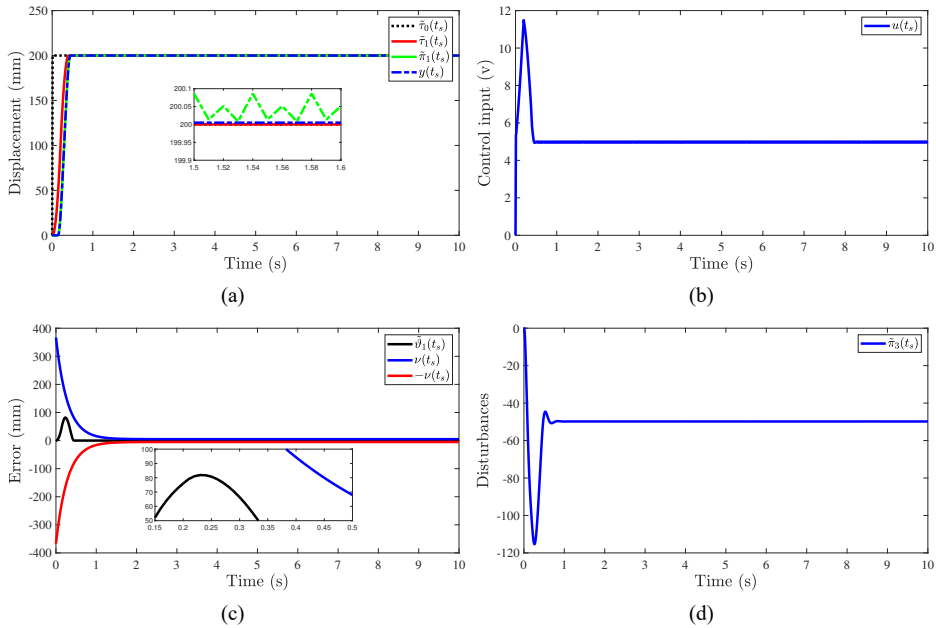 250
200
150
100
50
0
Displacement (mm)
τ̃₀(tₛ)
τ̃₁(tₛ)
π̃₁(tₛ)
y(tₛ)
200.1
200.05
200
199.95
199.9
1.5 1.52 1.54 1.56 1.58 1.6
0 1 2 3 4 5 6 7 8 9 10
Time (s)
(a)
12
10
8
6
4
2
0
Control input (v)
u(tₛ)
0 1 2 3 4 5 6 7 8 9 10
Time (s)
(b)
400
300
200
100
0
-100
-200
-300
-400
Error (mm)
ϑ̃₁(tₛ)
ν(tₛ)
−ν(tₛ)
100
90
80
70
60
50
0.15 0.2 0.25 0.3 0.35 0.4 0.45 0.5
0 1 2 3 4 5 6 7 8 9 10
Time (s)
(c)
0
-20
-40
-60
-80
-100
-120
Disturbances
π̃₃(tₛ)
0 1 2 3 4 5 6 7 8 9 10
Time (s)
(d)